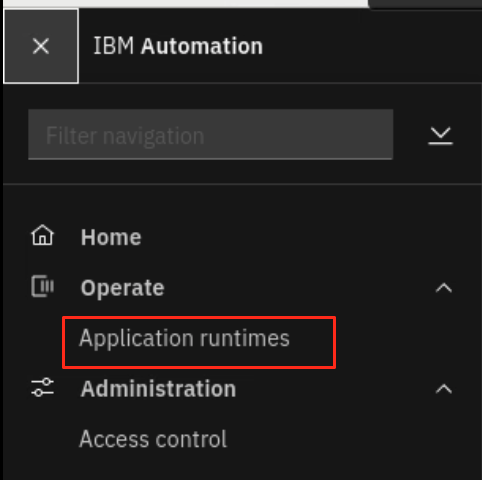 IBM Automation
Filter navigation
Home
Operate
Application runtimes
Administration
Access control